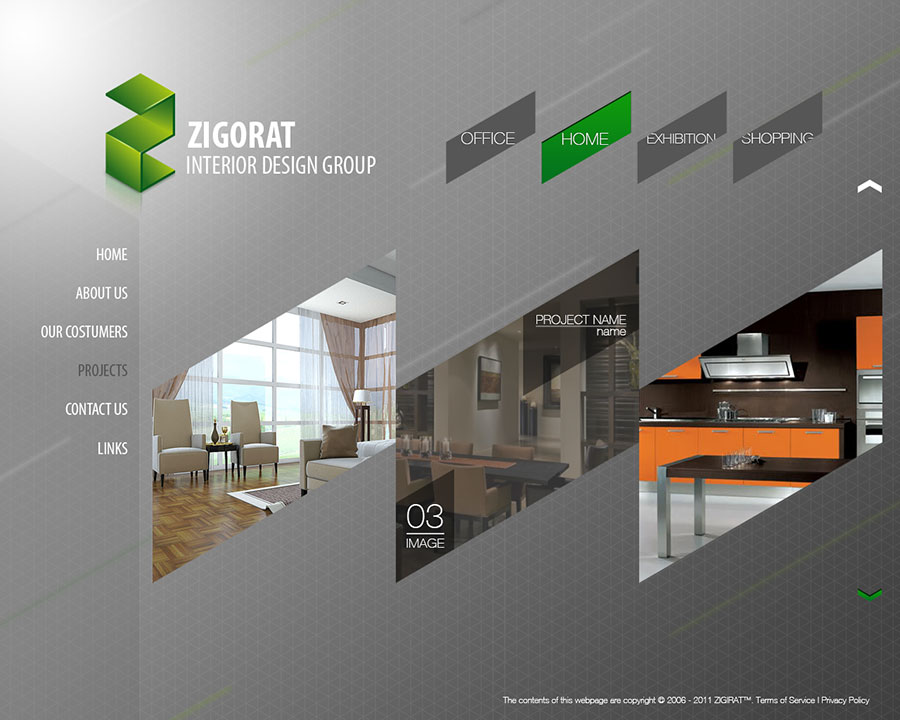 ZIGORAT
INTERIOR DESIGN GROUP
OFFICE
HOME
EXHIBITION
SHOPPING
HOME
ABOUT US
OUR COSTUMERS
PROJECTS
CONTACT US
LINKS
PROJECT NAME
name
03
IMAGE
The contents of this webpage are copyright © 2006 - 2011 ZIGIRAT™. Terms of Service | Privacy Policy